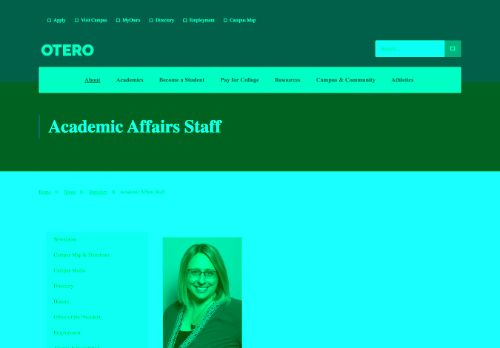 Apply Visit Campus MyOtero Directory Employment Campus Map
OTERO
Search
About Academics Become a Student Pay for College Resources Campus & Community Athletics
Academic Affairs Staff
Home About Directory Academic Affairs Staff
Newsroom
Campus Map & Directions
Campus Media
Directory
History
Office of the President
Employment